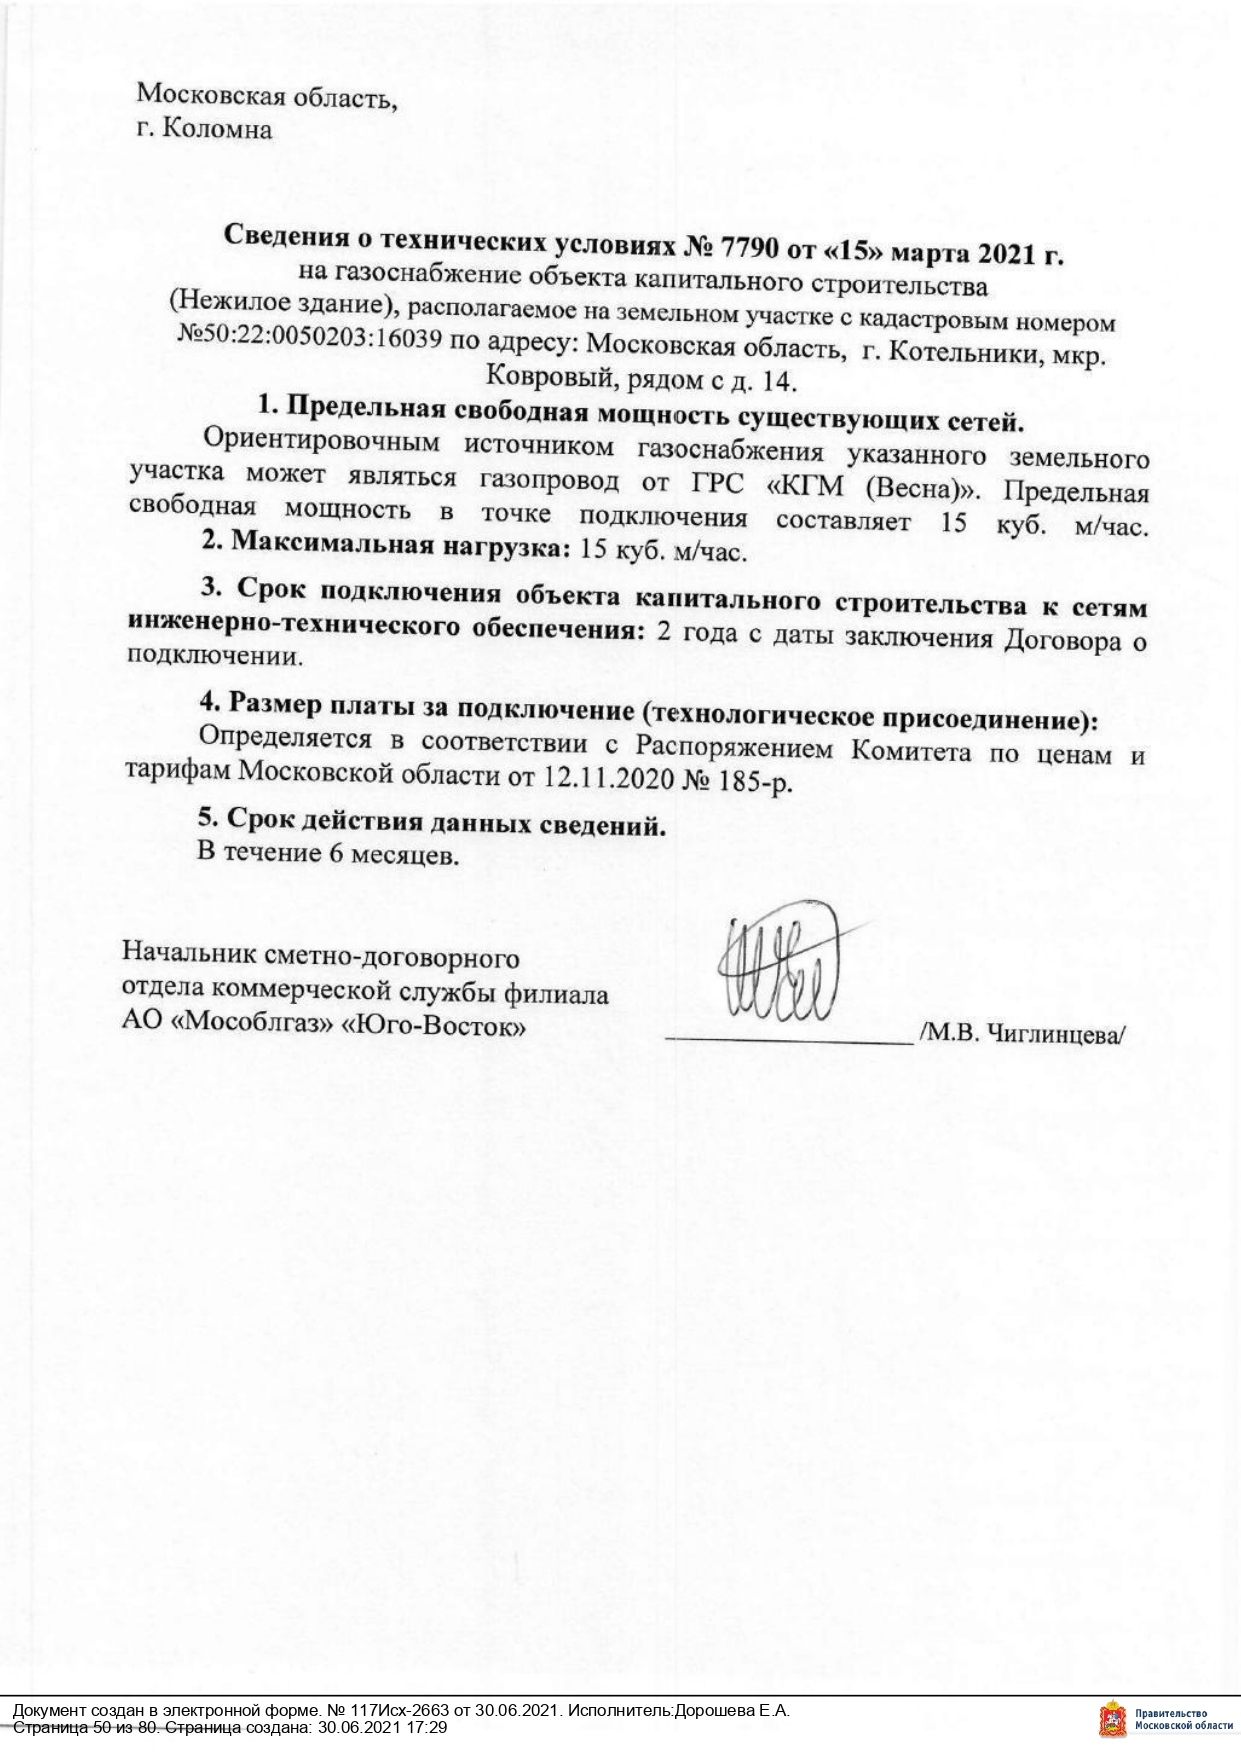 Московская область,
г. Коломна
Сведения о технических условиях № 7790 от «15» марта 2021 г.
на газоснабжение объекта капитального строительства
(Нежилое здание), располагаемое на земельном участке с кадастровым номером
№50:22:0050203:16039 по адресу: Московская область, г. Котельники, мкр.
Ковровый, рядом с д. 14.
1. Предельная свободная мощность существующих сетей.
Ориентировочным источником газоснабжения указанного земельного
участка может являться газопровод от ГРС «КГМ (Весна)». Предельная
свободная мощность в точке подключения составляет 15 куб. м/час.
2. Максимальная нагрузка: 15 куб. м/час.
3. Срок подключения объекта капитального строительства к сетям
инженерно-технического обеспечения: 2 года с даты заключения Договора о
подключении.
4. Размер платы за подключение (технологическое присоединение):
Определяется в соответствии с Распоряжением Комитета по ценам и
тарифам Московской области от 12.11.2020 № 185-р.
5. Срок действия данных сведений.
В течение 6 месяцев.
Начальник сметно-договорного
отдела коммерческой службы филиала
АО «Мособлгаз» «Юго-Восток»
/М.В. Чиглинцева/
Документ создан в электронной форме. № 117Исх-2663 от 30.06.2021. Исполнитель:Дорошева Е.А.
Страница 50 из 80. Страница создана: 30.06.2021 17:29
Правительство
Московской области